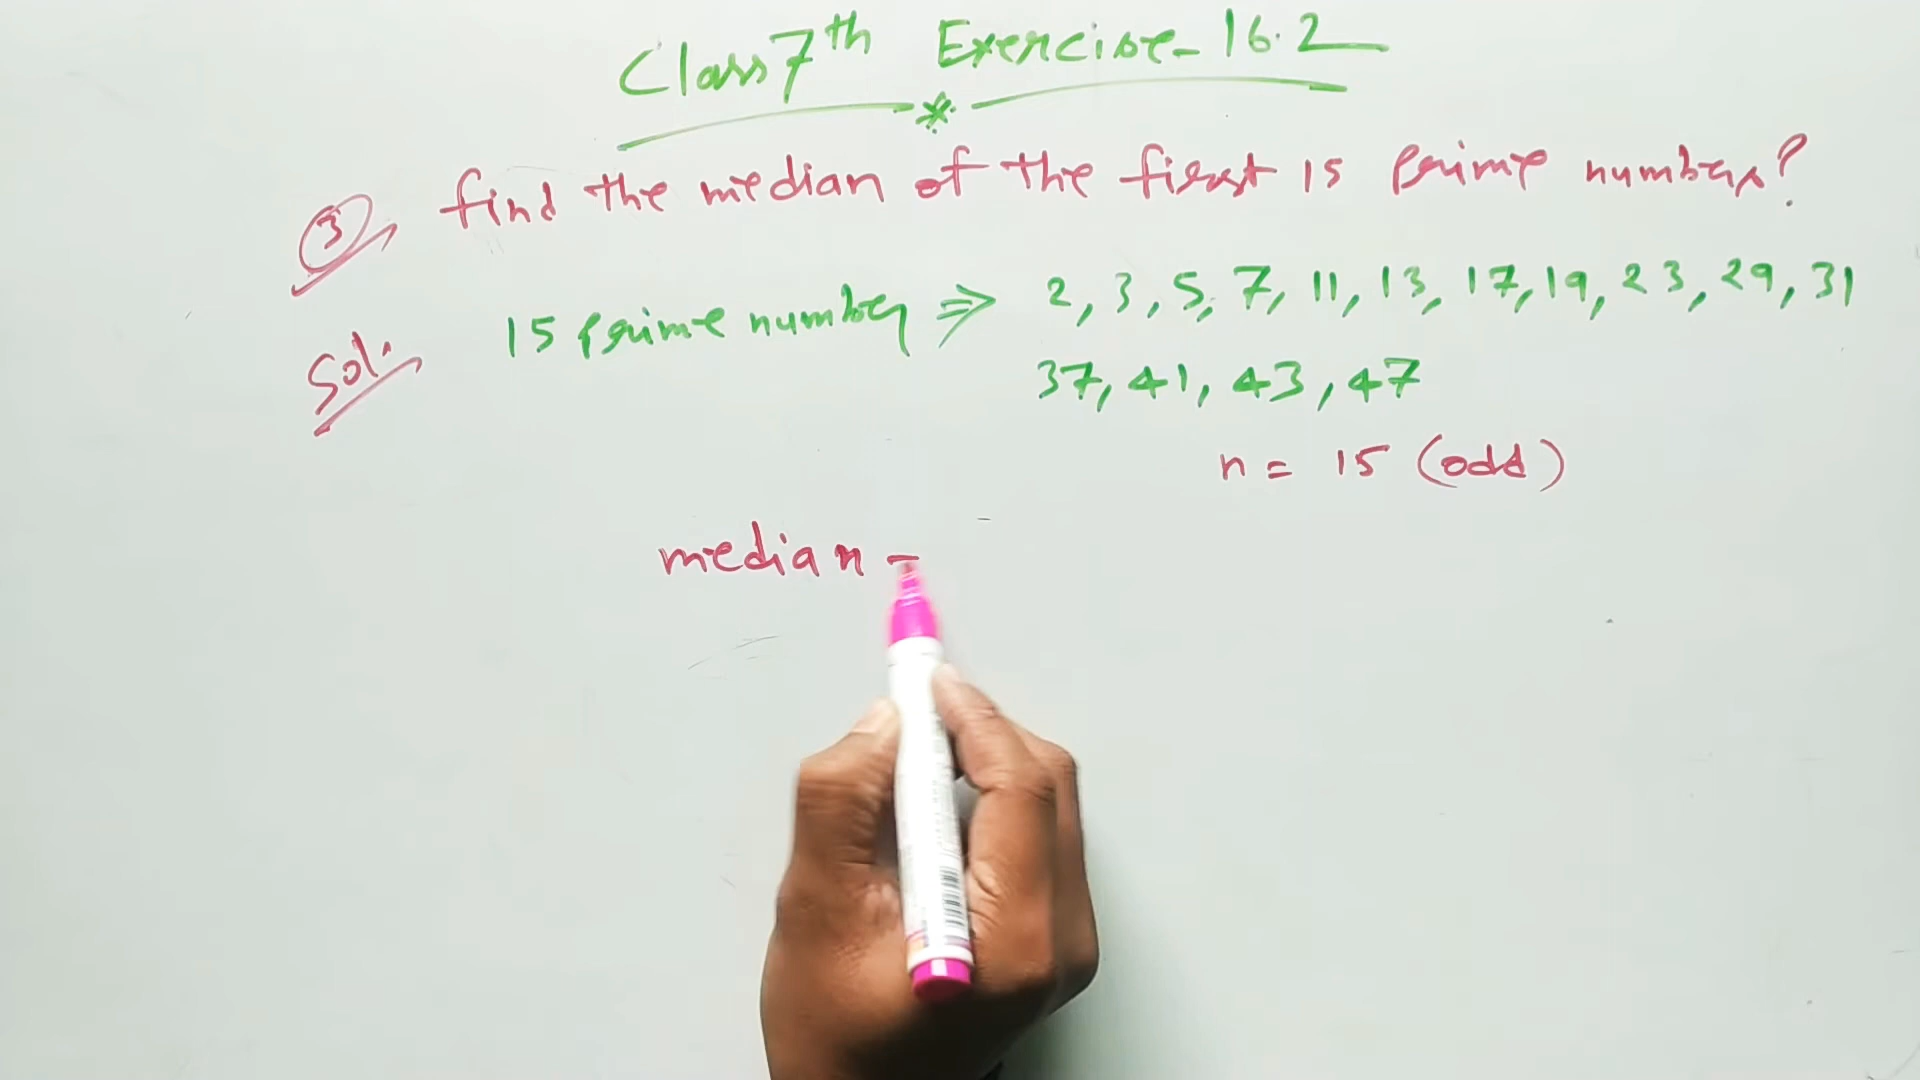 Class 7th Exercise-16.2
3 find the median of the first 15 Prime numbers?
Sol. 15 prime number ⇒ 2, 3, 5, 7, 11, 13, 17, 19, 23, 29, 31
37, 41, 43, 47
n = 15 (odd)
median -